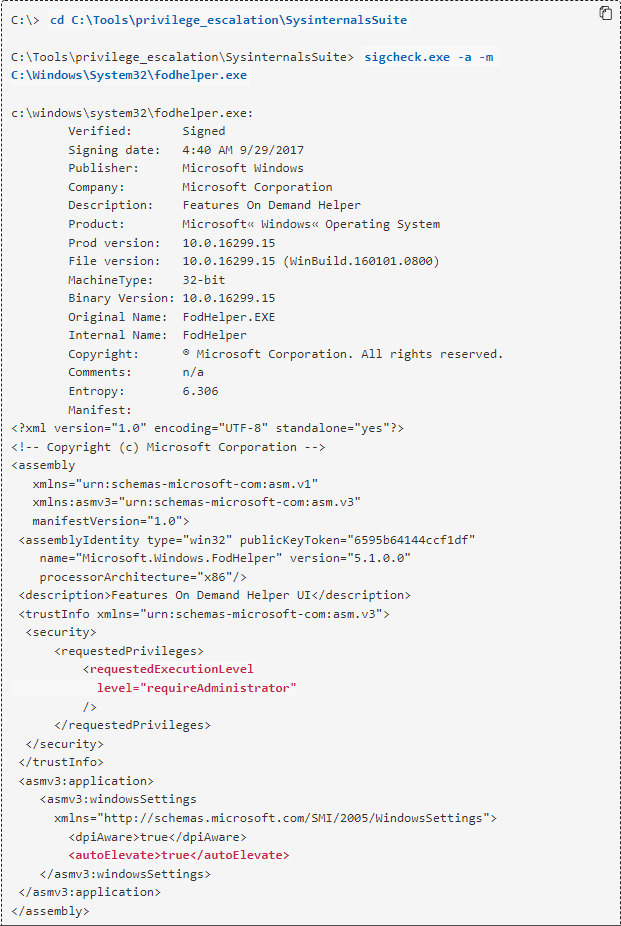 C:\> cd C:\Tools\privilege_escalation\SysinternalsSuite
C:\Tools\privilege_escalation\SysinternalsSuite> sigcheck.exe -a -m
C:\Windows\System32\fodhelper.exe
c:\windows\system32\fodhelper.exe:
Verified: Signed
Signing date: 4:40 AM 9/29/2017
Publisher: Microsoft Windows
Company: Microsoft Corporation
Description: Features On Demand Helper
Product: Microsoft« Windows« Operating System
Prod version: 10.0.16299.15
File version: 10.0.16299.15 (WinBuild.160101.0800)
MachineType: 32-bit
Binary Version: 10.0.16299.15
Original Name: FodHelper.EXE
Internal Name: FodHelper
Copyright: ® Microsoft Corporation. All rights reserved.
Comments: n/a
Entropy: 6.306
Manifest:
<?xml version="1.0" encoding="UTF-8" standalone="yes"?>
<!-- Copyright (c) Microsoft Corporation -->
<assembly
xmlns="urn:schemas-microsoft-com:asm.v1"
xmlns:asmv3="urn:schemas-microsoft-com:asm.v3"
manifestVersion="1.0">
<assemblyIdentity type="win32" publicKeyToken="6595b64144ccf1df"
name="Microsoft.Windows.FodHelper" version="5.1.0.0"
processorArchitecture="x86"/>
<description>Features On Demand Helper UI</description>
<trustInfo xmlns="urn:schemas-microsoft-com:asm.v3">
<security>
<requestedPrivileges>
<requestedExecutionLevel
level="requireAdministrator"
/>
</requestedPrivileges>
</security>
</trustInfo>
<asmv3:application>
<asmv3:windowsSettings
xmlns="http://schemas.microsoft.com/SMI/2005/WindowsSettings">
<dpiAware>true</dpiAware>
<autoElevate>true</autoElevate>
</asmv3:windowsSettings>
</asmv3:application>
</assembly>